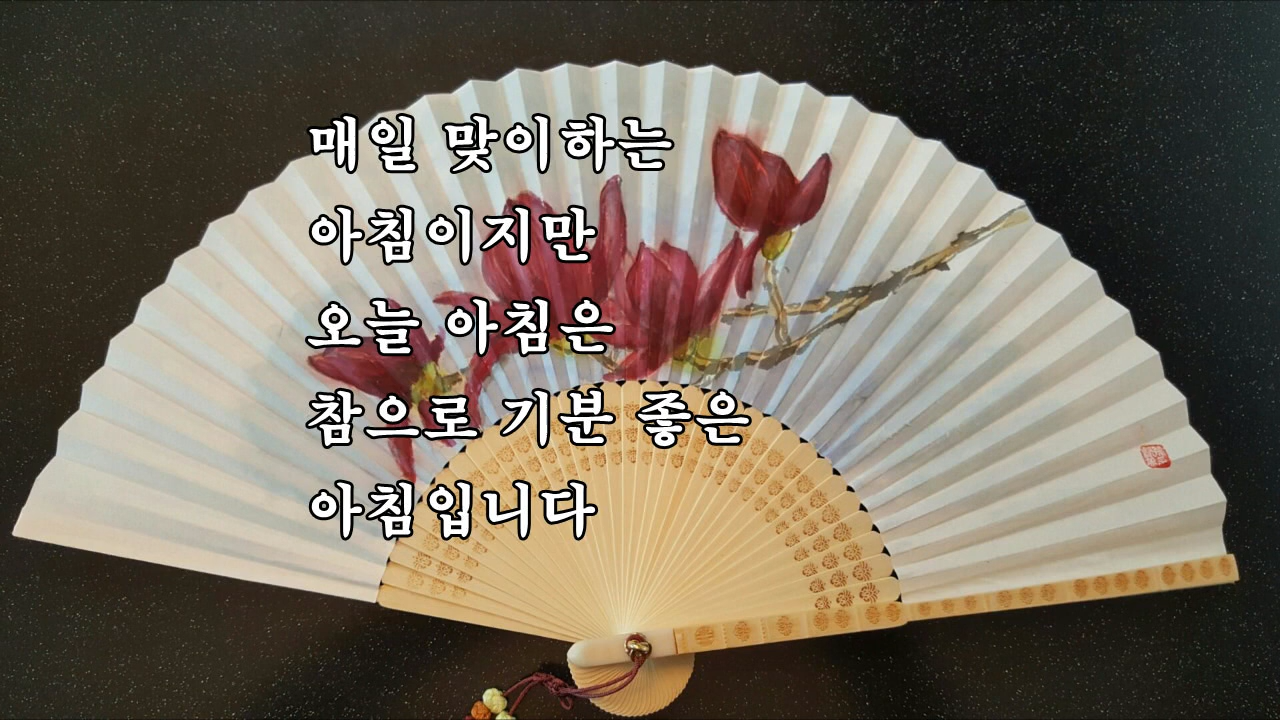 매일 맞이하는
아침이지만
오늘 아침은
참으로 기분 좋은
아침입니다